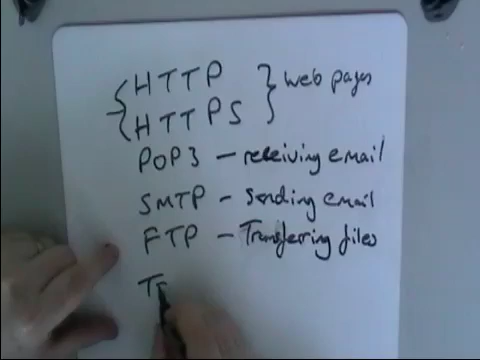 HTTP } web pages
HTTPS
POP3 - receiving email
SMTP - Sending email
FTP - Transferring files
T